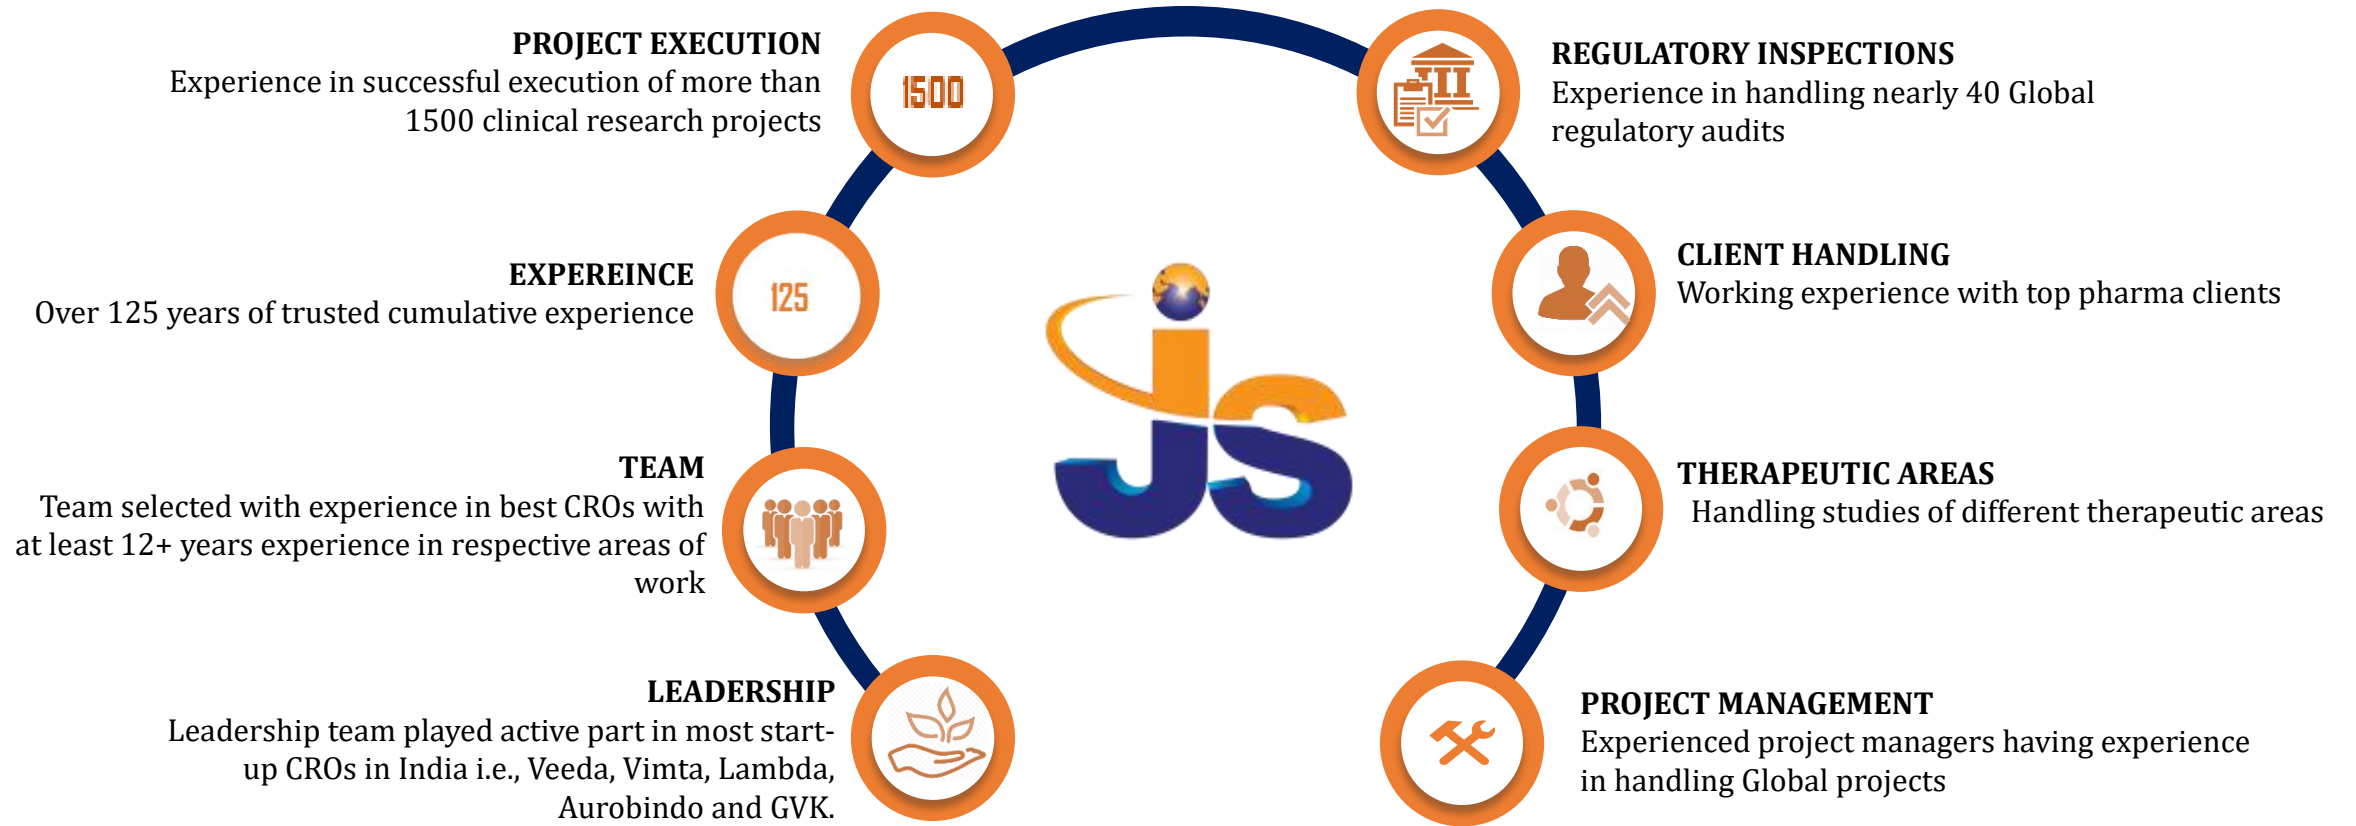 PROJECT EXECUTION
Experience in successful execution of more than
1500 clinical research projects
1500
EXPEREINCE
Over 125 years of trusted cumulative experience
125
TEAM
Team selected with experience in best CROs with
at least 12+ years experience in respective areas of
work
LEADERSHIP
Leadership team played active part in most start-
up CROs in India i.e., Veeda, Vimta, Lambda,
Aurobindo and GVK.
JS
REGULATORY INSPECTIONS
Experience in handling nearly 40 Global
regulatory audits
CLIENT HANDLING
Working experience with top pharma clients
THERAPEUTIC AREAS
Handling studies of different therapeutic areas
PROJECT MANAGEMENT
Experienced project managers having experience
in handling Global projects